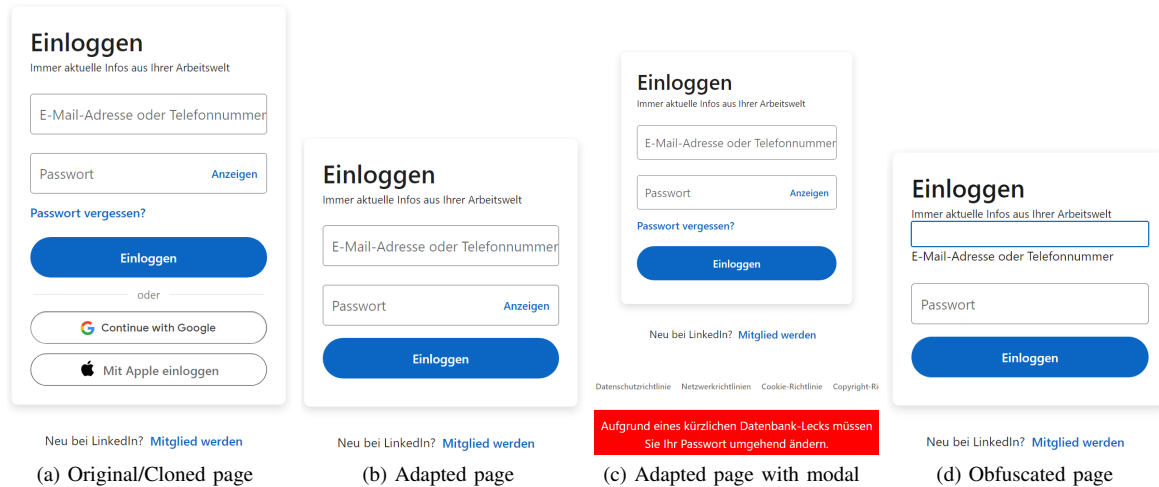 Einloggen
Immer aktuelle Infos aus Ihrer Arbeitswelt
E-Mail-Adresse oder Telefonnummer
Passwort Anzeigen
Passwort vergessen?
Einloggen
oder
Continue with Google
Mit Apple einloggen
Neu bei LinkedIn? Mitglied werden
(a) Original/Cloned page
Einloggen
Immer aktuelle Infos aus Ihrer Arbeitswelt
E-Mail-Adresse oder Telefonnummer
Passwort Anzeigen
Einloggen
Neu bei LinkedIn? Mitglied werden
(b) Adapted page
Einloggen
Immer aktuelle Infos aus Ihrer Arbeitswelt
E-Mail-Adresse oder Telefonnummer
Passwort Anzeigen
Passwort vergessen?
Einloggen
Neu bei LinkedIn? Mitglied werden
Datenschutzrichtlinie Netzwerkrichtlinien Cookie-Richtlinie Copyright-Ri
Aufgrund eines kürzlichen Datenbank-Lecks müssen
Sie Ihr Passwort umgehend ändern.
(c) Adapted page with modal
Einloggen
Immer aktuelle Infos aus Ihrer Arbeitswelt
E-Mail-Adresse oder Telefonnummer
Passwort
Einloggen
Neu bei LinkedIn? Mitglied werden
(d) Obfuscated page